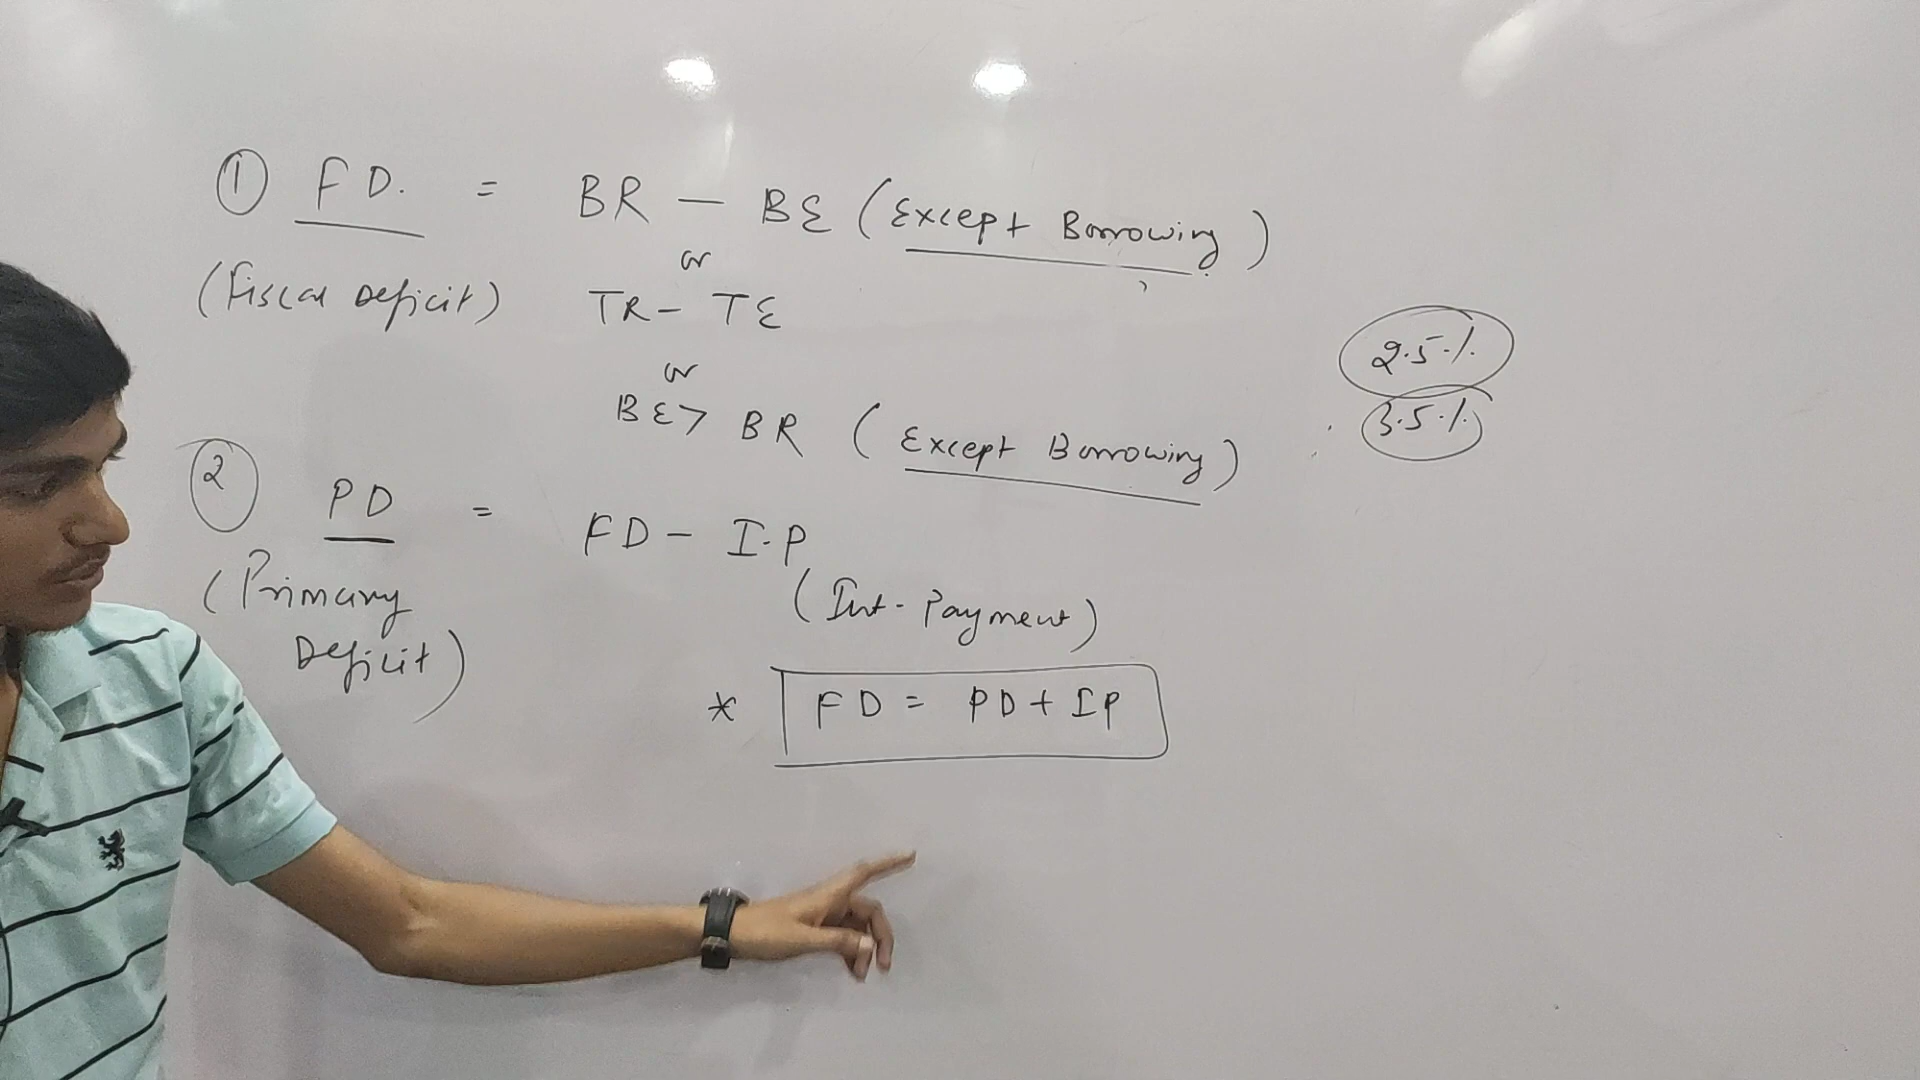 ① FD. = BR - BE (Except Borrowing)
or
(Fiscal Deficit) TR - TE
or
BE > BR (Except Borrowing)
2.5%
3.5%
② PD = FD - I.P
(Primary Deficit)
(Int. Payment)
* FD = PD + IP